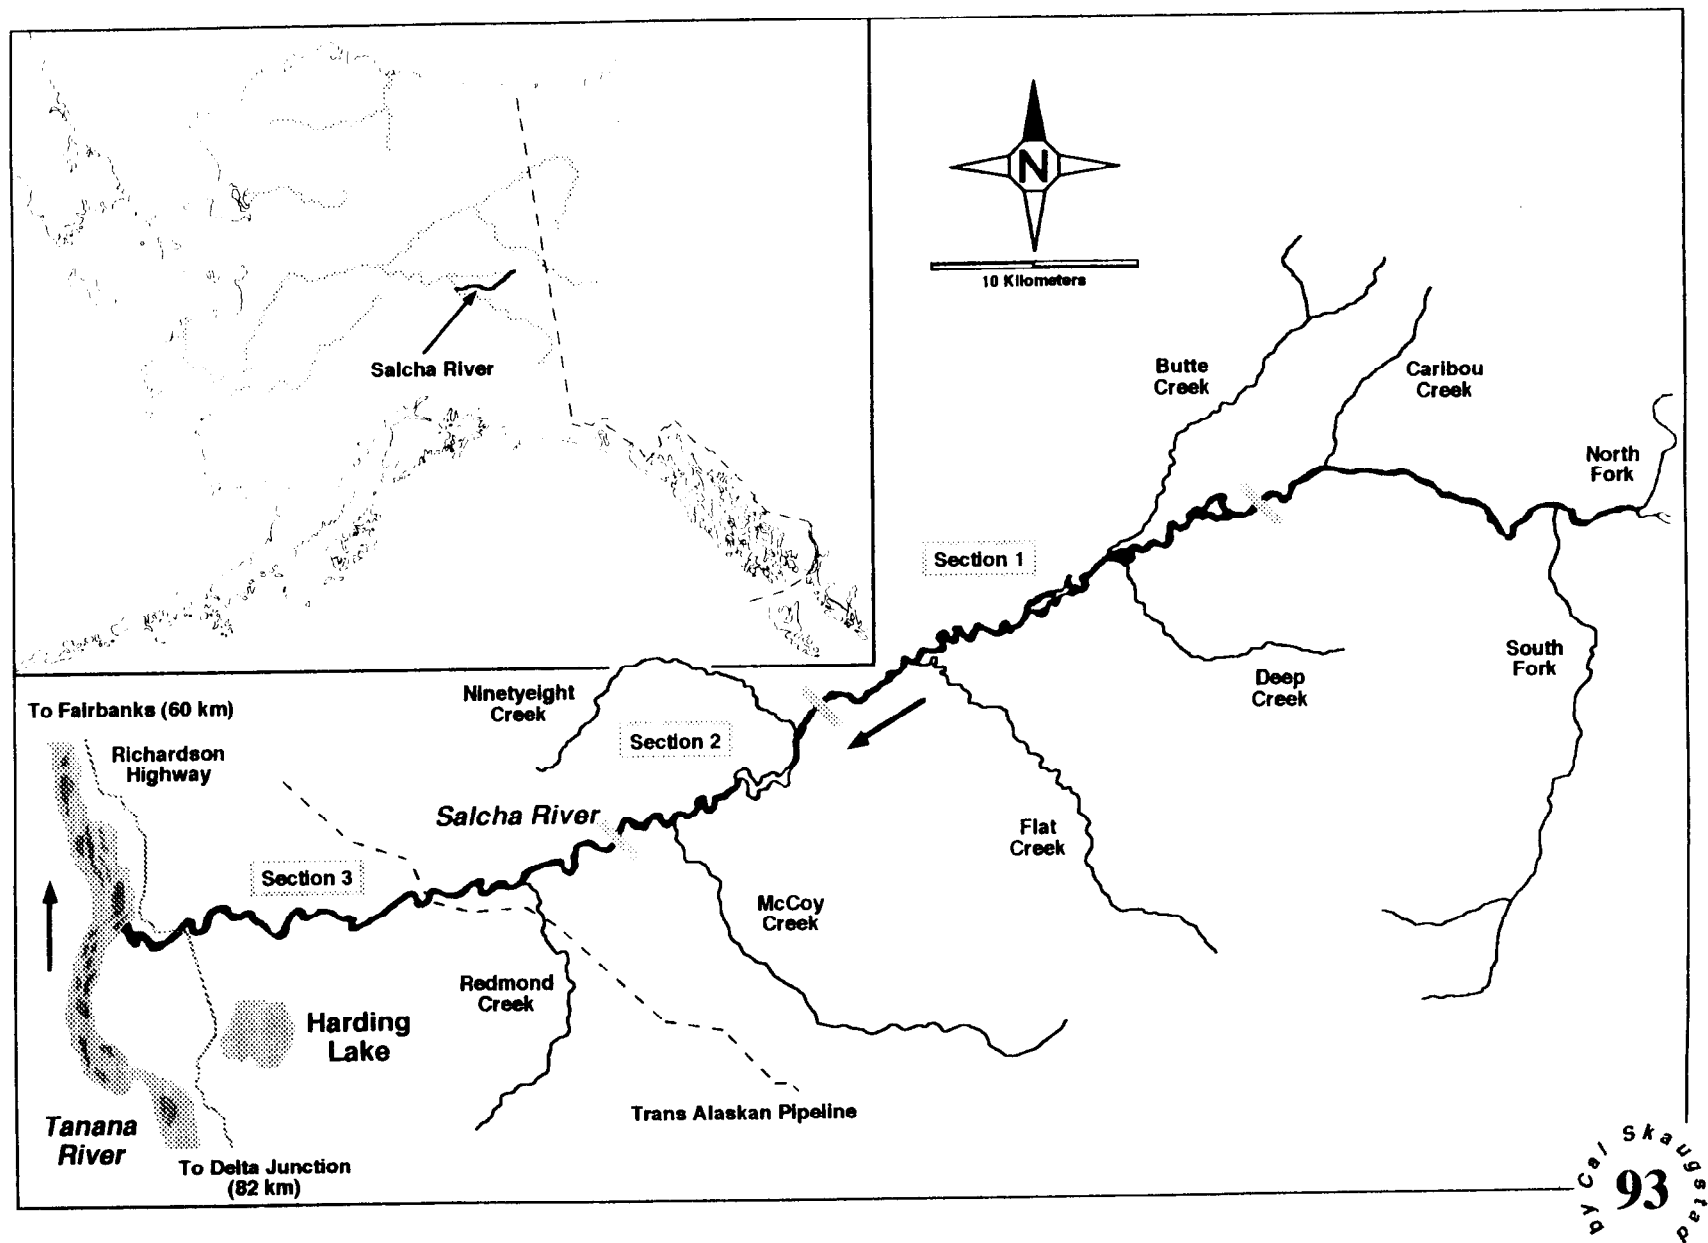 N
10 Kilometers
Salcha River
Butte
Creek
Caribou
Creek
North
Fork
Section 1
South
Fork
Deep
Creek
Ninetyeight
Creek
To Fairbanks (60 km)
Section 2
Richardson
Highway
Salcha River
Flat
Creek
Section 3
McCoy
Creek
Redmond
Creek
Harding
Lake
Trans Alaskan Pipeline
Tanana
River
To Delta Junction
(82 km)
by Cal Skaugstad
93